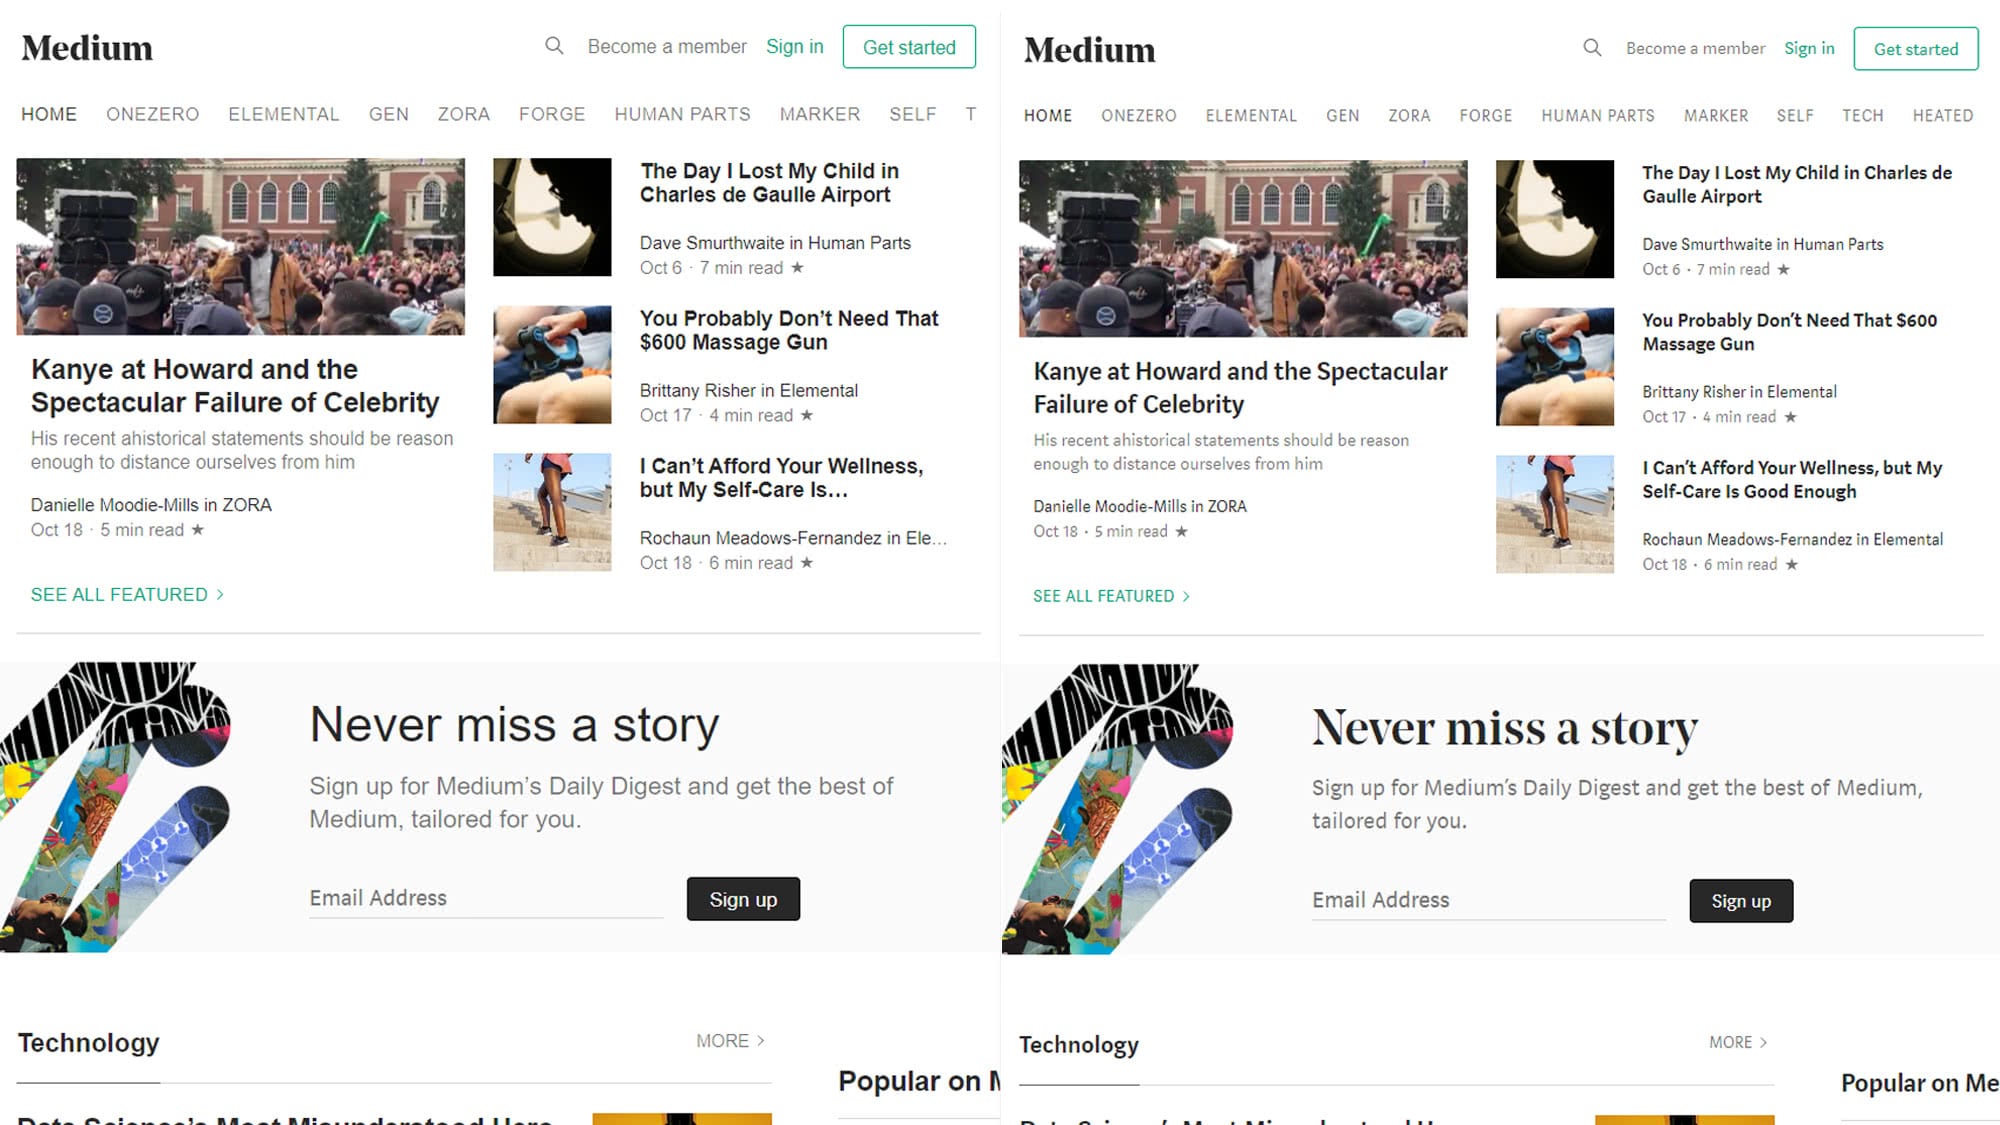 Medium
Become a member Sign in Get started
HOME ONEZERO ELEMENTAL GEN ZORA FORGE HUMAN PARTS MARKER SELF T
The Day I Lost My Child in
Charles de Gaulle Airport
Dave Smurthwaite in Human Parts
Oct 6 · 7 min read ★
You Probably Don’t Need That
$600 Massage Gun
Brittany Risher in Elemental
Oct 17 · 4 min read ★
I Can’t Afford Your Wellness,
but My Self-Care Is…
Rochaun Meadows-Fernandez in Ele…
Oct 18 · 6 min read ★
Kanye at Howard and the
Spectacular Failure of Celebrity
His recent ahistorical statements should be reason
enough to distance ourselves from him
Danielle Moodie-Mills in ZORA
Oct 18 · 5 min read ★
SEE ALL FEATURED >
Never miss a story
Sign up for Medium’s Daily Digest and get the best of
Medium, tailored for you.
Email Address
Sign up
Technology
MORE >
Popular on
Data Science’s Most Misunderstood Hero
Medium
Become a member Sign in Get started
HOME ONEZERO ELEMENTAL GEN ZORA FORGE HUMAN PARTS MARKER SELF TECH HEATED
The Day I Lost My Child in Charles de
Gaulle Airport
Dave Smurthwaite in Human Parts
Oct 6 · 7 min read ★
You Probably Don’t Need That $600
Massage Gun
Brittany Risher in Elemental
Oct 17 · 4 min read ★
I Can’t Afford Your Wellness, but My
Self-Care Is Good Enough
Rochaun Meadows-Fernandez in Elemental
Oct 18 · 6 min read ★
Kanye at Howard and the Spectacular
Failure of Celebrity
His recent ahistorical statements should be reason
enough to distance ourselves from him
Danielle Moodie-Mills in ZORA
Oct 18 · 5 min read ★
SEE ALL FEATURED >
Never miss a story
Sign up for Medium’s Daily Digest and get the best of Medium,
tailored for you.
Email Address
Sign up
Technology
MORE >
Popular on Me
Data Science’s Most Misunderstood Hero